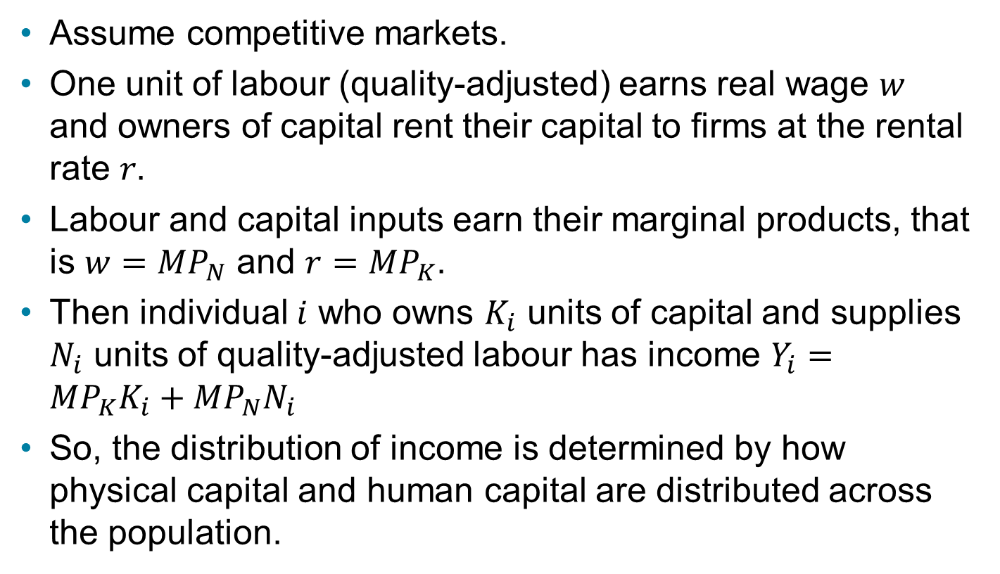 • Assume competitive markets.
• One unit of labour (quality-adjusted) earns real wage 𝑤
and owners of capital rent their capital to firms at the rental
rate 𝑟.
• Labour and capital inputs earn their marginal products, that
is 𝑤 = 𝑀𝑃_𝑁 and 𝑟 = 𝑀𝑃_𝐾.
• Then individual 𝑖 who owns 𝐾_𝑖 units of capital and supplies
𝑁_𝑖 units of quality-adjusted labour has income 𝑌_𝑖 =
𝑀𝑃_𝐾𝐾_𝑖 + 𝑀𝑃_𝑁𝑁_𝑖
• So, the distribution of income is determined by how
physical capital and human capital are distributed across
the population.